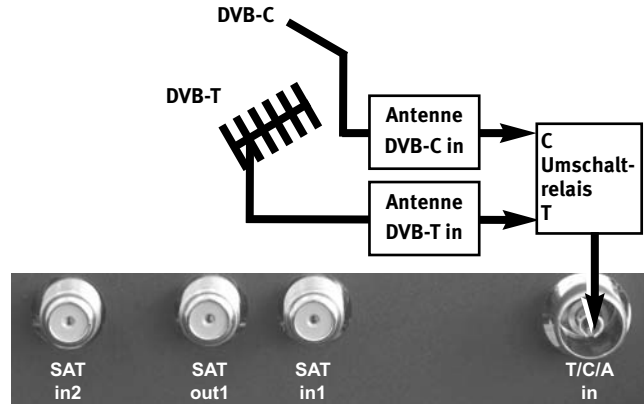 DVB-C
DVB-T
Antenne
DVB-C in
Antenne
DVB-T in
C
Umschalt-
relais
T
SAT
in2
SAT
out1
SAT
in1
T/C/A
in